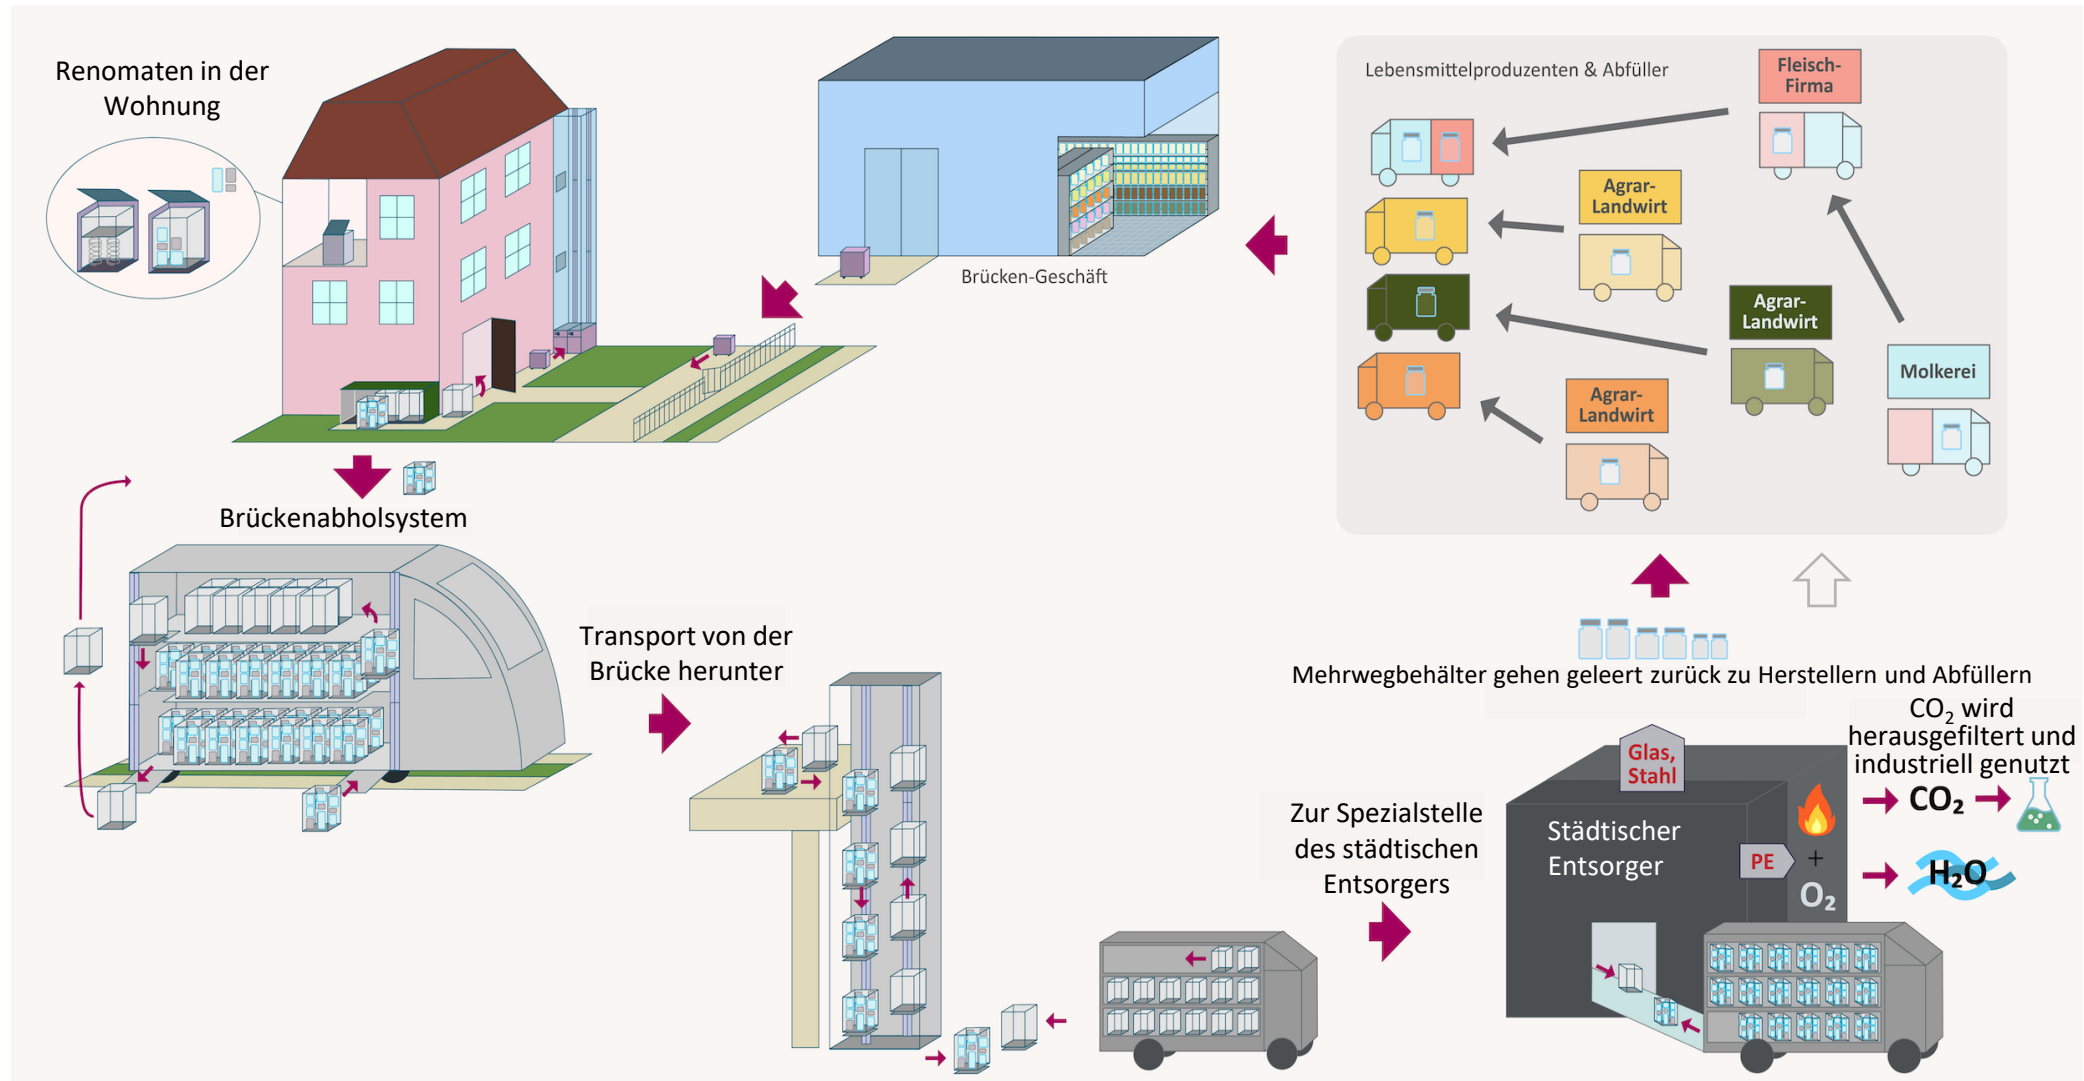 Renomaten in der
Wohnung
Brücken-Geschäft
Lebensmittelproduzenten & Abfüller
Fleisch-
Firma
Agrar-
Landwirt
Agrar-
Landwirt
Agrar-
Landwirt
Molkerei
Brückenabholsystem
Transport von der
Brücke herunter
Zur Spezialstelle
des städtischen
Entsorgers
Mehrwegbehälter gehen geleert zurück zu Herstellern und Abfüllern
Glas,
Stahl
Städtischer
Entsorger
PE
+
O₂
CO₂ wird
herausgefiltert und
industriell genutzt
CO₂
H₂O